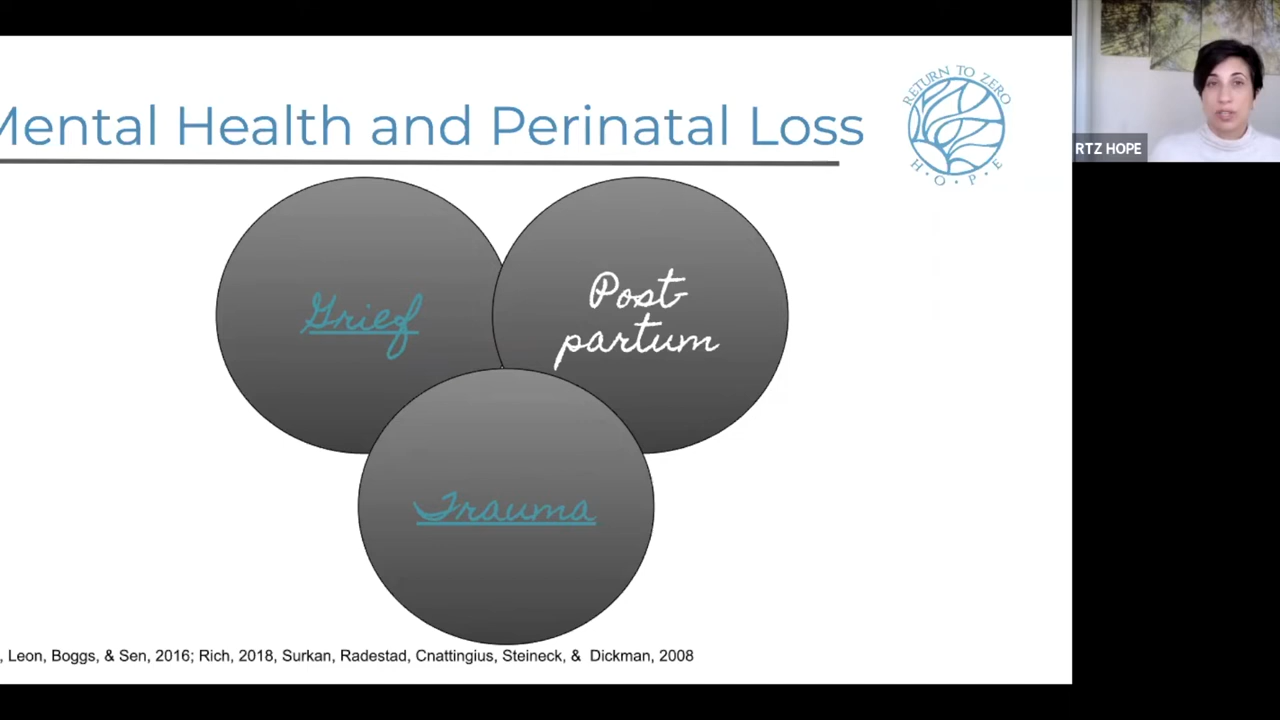 Mental Health and Perinatal Loss
RETURN TO ZERO
H·O·P·E
RTZ HOPE
Grief
Post-
partum
Trauma
, Leon, Boggs, & Sen, 2016; Rich, 2018, Surkan, Radestad, Cnattingius, Steineck, & Dickman, 2008